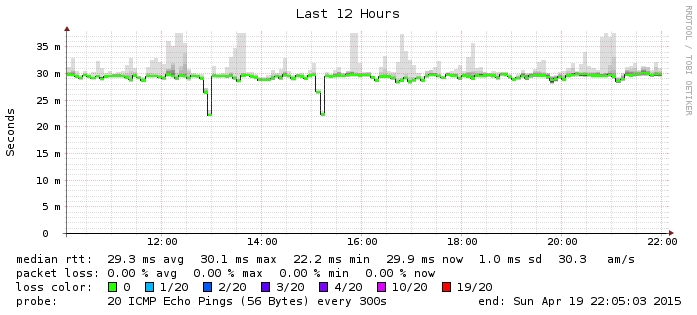 Last 12 Hours
RRDTOOL / TOBI OETIKER
Seconds
35 m
30 m
25 m
20 m
15 m
10 m
5 m
0
12:00 14:00 16:00 18:00 20:00 22:00
median rtt: 29.3 ms avg 30.1 ms max 22.2 ms min 29.9 ms now 1.0 ms sd 30.3 am/s
packet loss: 0.00 % avg 0.00 % max 0.00 % min 0.00 % now
loss color: 0 1/20 2/20 3/20 4/20 10/20 19/20
probe: 20 ICMP Echo Pings (56 Bytes) every 300s end: Sun Apr 19 22:05:03 2015